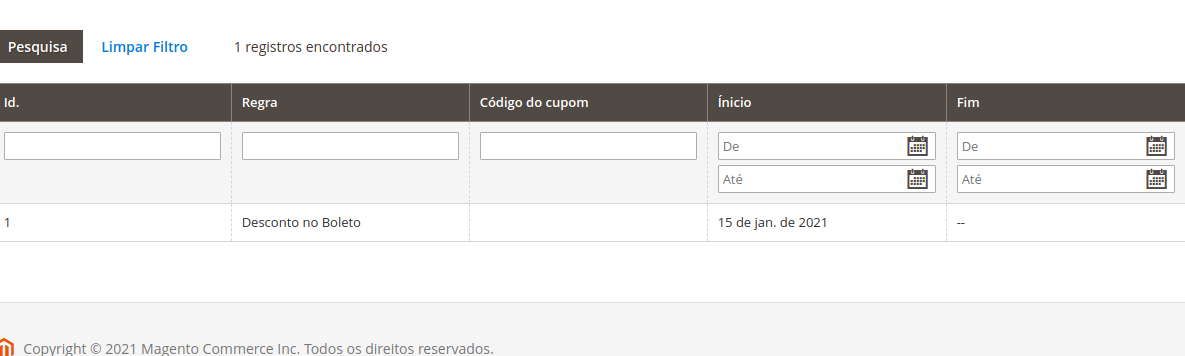 Pesquisa Limpar Filtro 1 registros encontrados
Id. Regra Código do cupom Ínicio Fim
De De
Até Até
1 Desconto no Boleto 15 de jan. de 2021 --
Copyright © 2021 Magento Commerce Inc. Todos os direitos reservados.